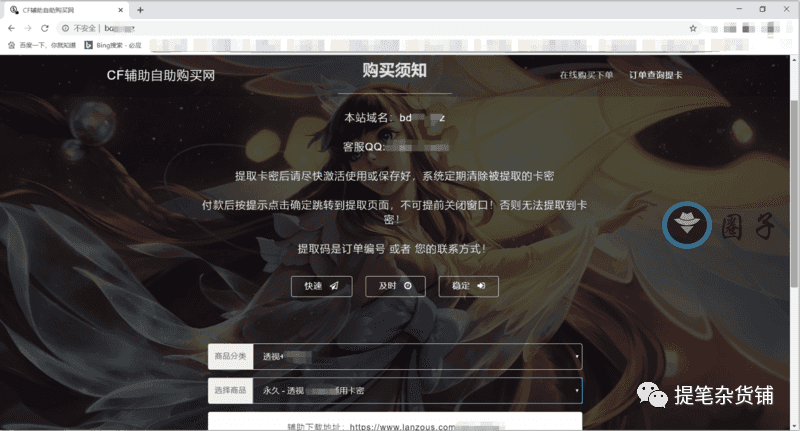 CF辅助自助购买网
不安全
百度一下，你就知道
Bing搜索 - 必应
CF辅助自助购买网
购买须知
在线购买下单
订单查询提卡
本站域名：bd z
客服QQ:
提取卡密后请尽快激活使用或保存好，系统定期清除被提取的卡密
付款后按提示点击确定跳转到提取页面，不可提前关闭窗口！否则无法提取到卡
密！
圈子
提取码是订单编号 或者 您的联系方式！
快速
及时
稳定
商品分类
透视+
选择商品
永久 - 透视 用卡密
提笔杂货铺
辅助下载地址：https://www.lanzous.com